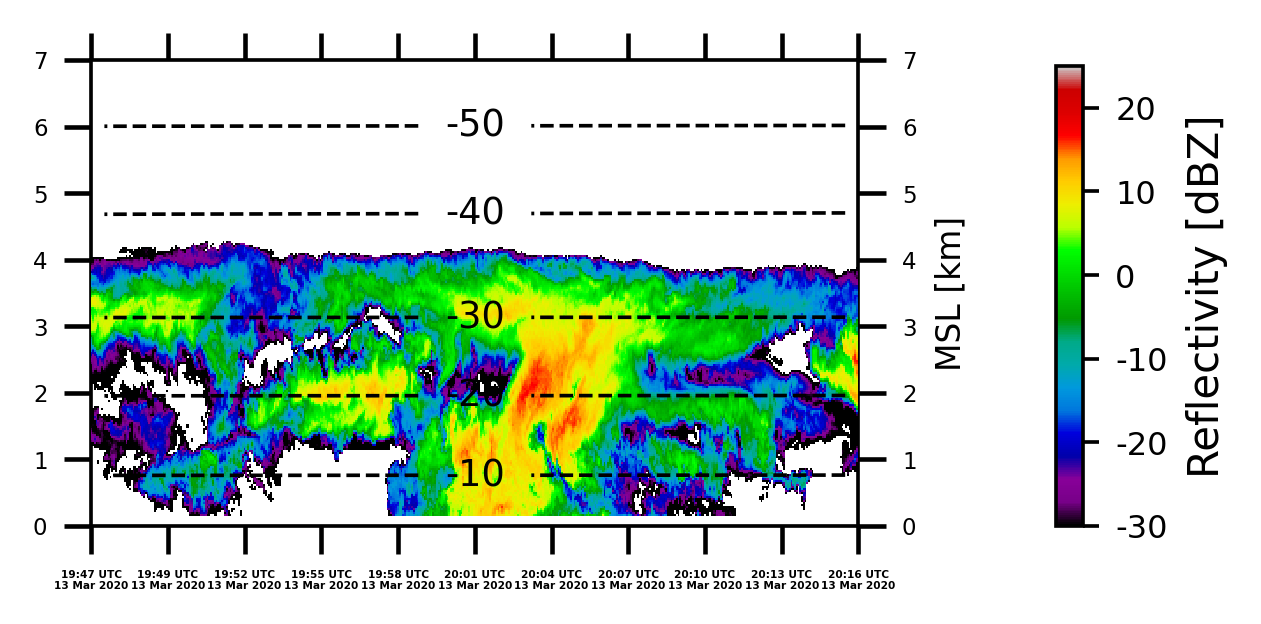 7
6
5
4
3
2
1
0
-50
-40
30
20
10
7
6
5
4
3
2
1
0
MSL [km]
20
10
0
-10
-20
-30
Reflectivity [dBZ]
19:47 UTC
13 Mar 2020
19:49 UTC
13 Mar 2020
19:52 UTC
13 Mar 2020
19:55 UTC
13 Mar 2020
19:58 UTC
13 Mar 2020
20:01 UTC
13 Mar 2020
20:04 UTC
13 Mar 2020
20:07 UTC
13 Mar 2020
20:10 UTC
13 Mar 2020
20:13 UTC
13 Mar 2020
20:16 UTC
13 Mar 2020